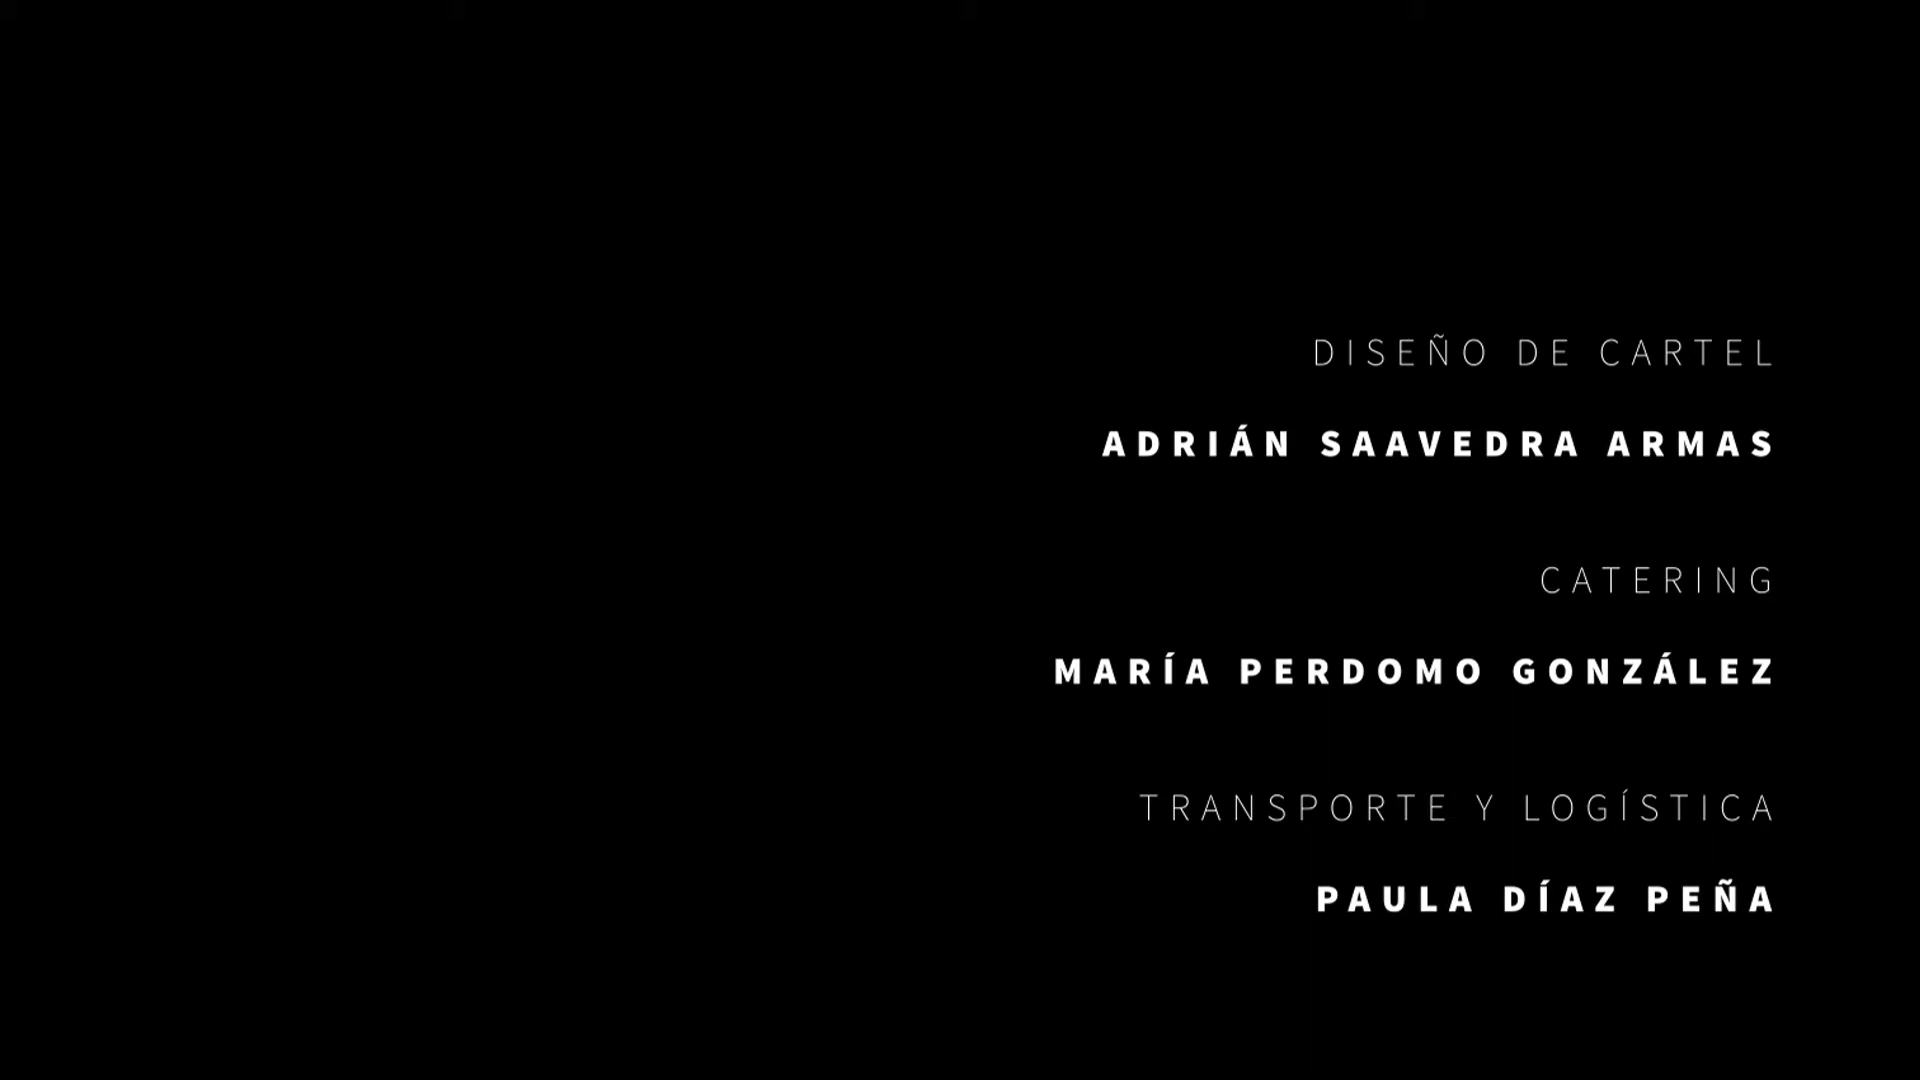 DISEÑO DE CARTEL
ADRIÁN SAAVEDRA ARMAS
CATERING
MARÍA PERDOMO GONZÁLEZ
TRANSPORTE Y LOGÍSTICA
PAULA DÍAZ PEÑA